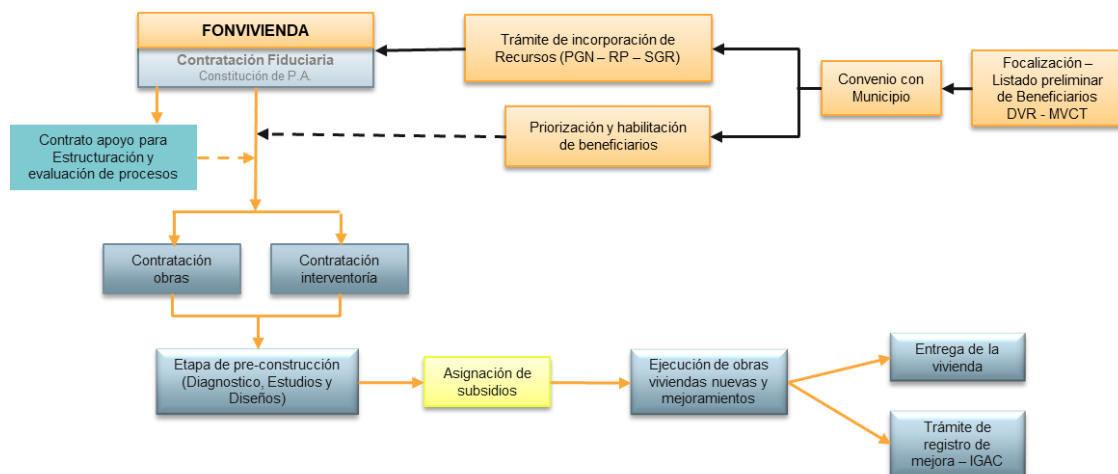 FONVIVIENDA
Contratación Fiduciaria
Constitución de P.A.
Trámite de incorporación de
Recursos (PGN – RP – SGR)
Convenio con
Municipio
Focalización –
Listado preliminar
de Beneficiarios
DVR - MVCT
Contrato apoyo para
Estructuración y
evaluación de procesos
Priorización y habilitación
de beneficiarios
Contratación
obras
Contratación
interventoría
Etapa de pre-construcción
(Diagnostico, Estudios y
Diseños)
Asignación de
subsidios
Ejecución de obras
viviendas nuevas y
mejoramientos
Entrega de la
vivienda
Trámite de
registro de
mejora – IGAC